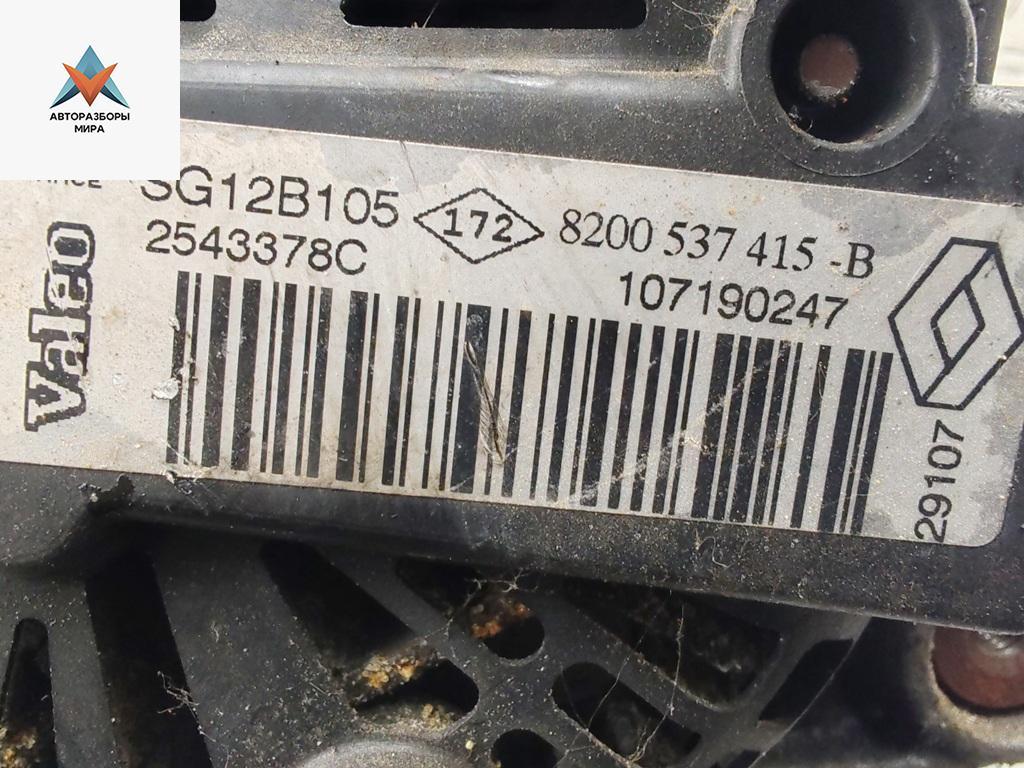 АВТОРАЗБОРЫ
МИРА
SG12B105
172
8200 537 415 -B
2543378C
107190247
Valeo
29107